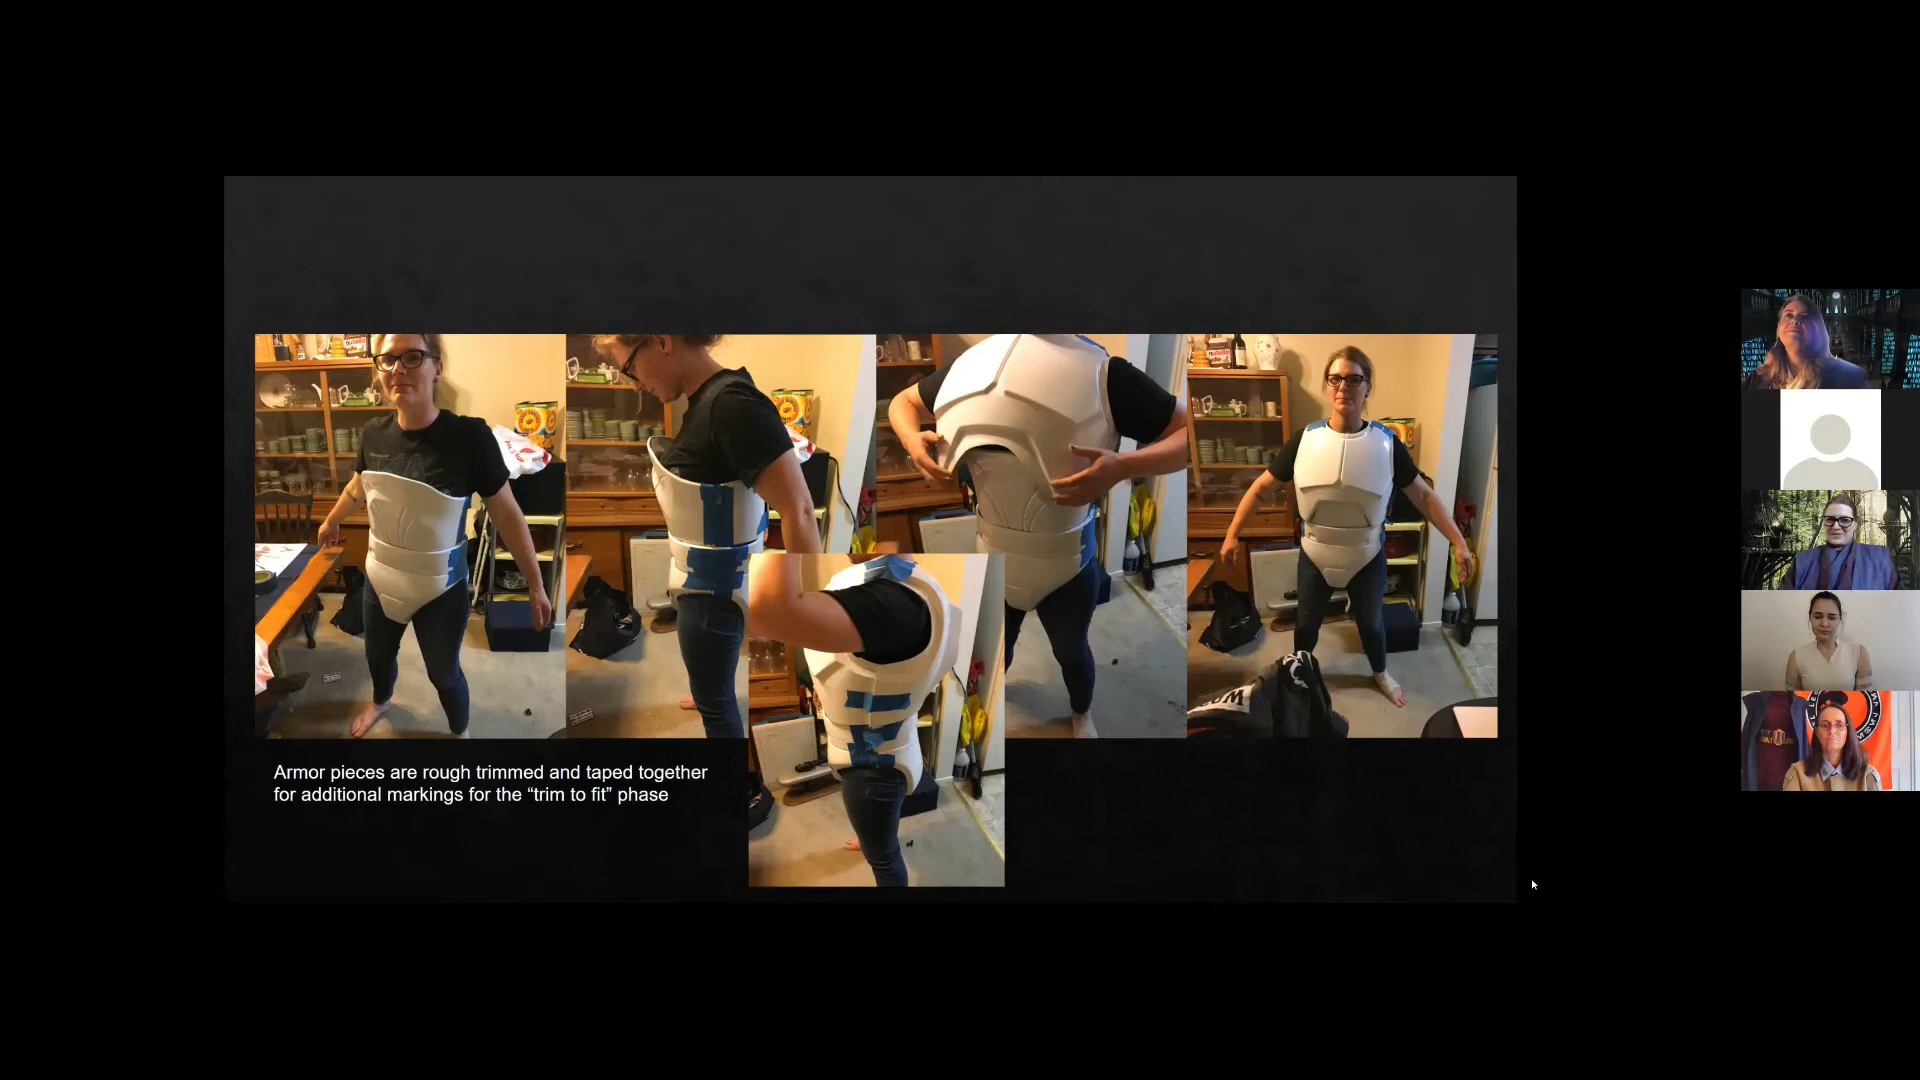 Armor pieces are rough trimmed and taped together
for additional markings for the “trim to fit” phase